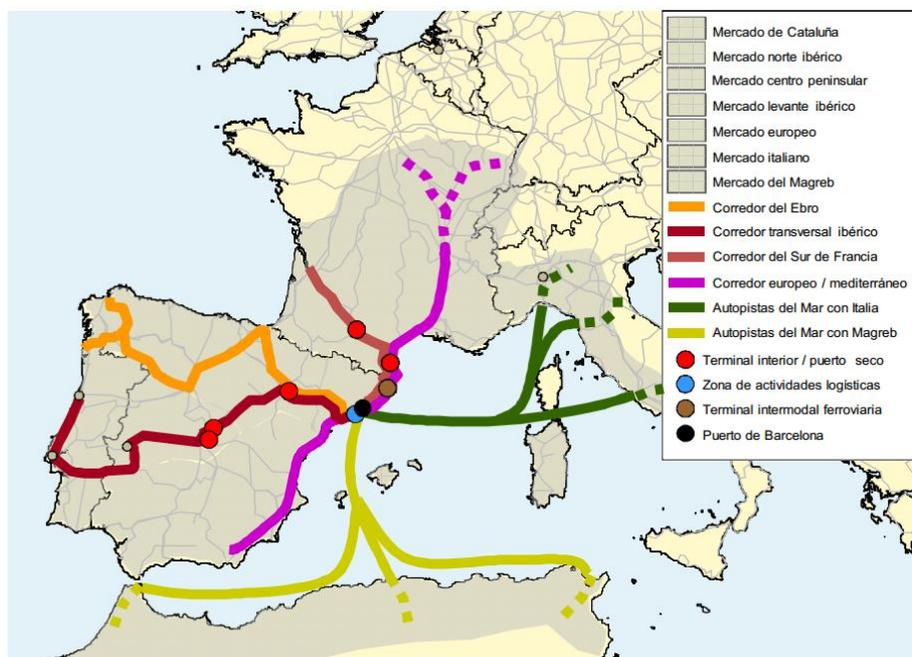 Mercado de Cataluña
Mercado norte ibérico
Mercado centro peninsular
Mercado levante ibérico
Mercado europeo
Mercado italiano
Mercado del Magreb
Corredor del Ebro
Corredor transversal ibérico
Corredor del Sur de Francia
Corredor europeo / mediterráneo
Autopistas del Mar con Italia
Autopistas del Mar con Magreb
Terminal interior / puerto seco
Zona de actividades logísticas
Terminal intermodal ferroviaria
Puerto de Barcelona